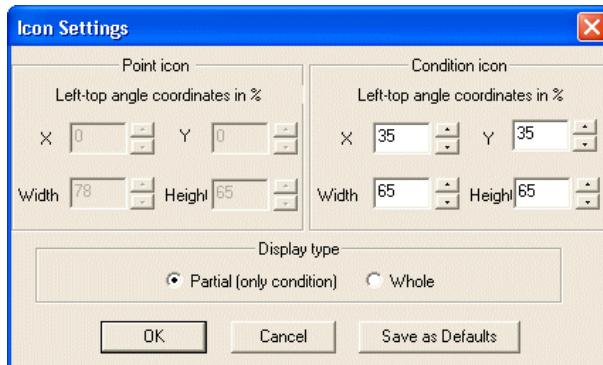 Icon Settings
Point icon
Left-top angle coordinates in %
X 0 Y 0
Width 78 Height 65
Condition icon
Left-top angle coordinates in %
X 35 Y 35
Width 65 Height 65
Display type
Partial (only condition) Whole
OK Cancel Save as Defaults